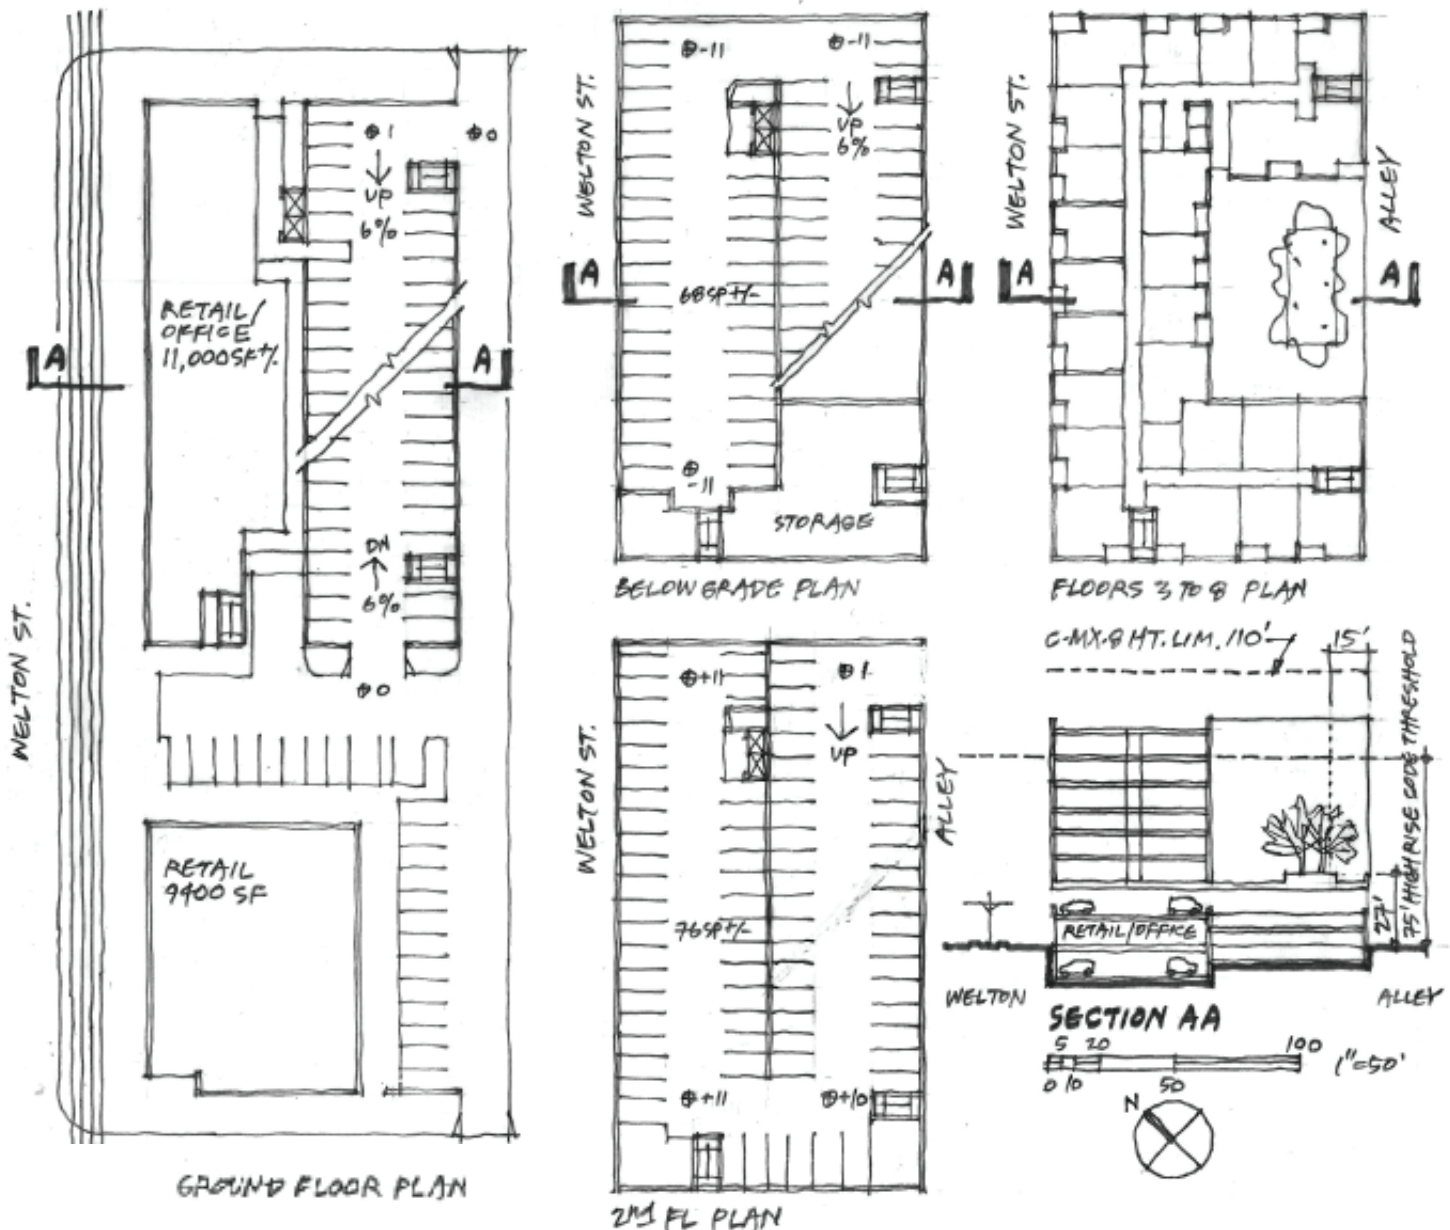 WELTON ST.
⊕1
⊕0
UP
6%
RETAIL/
OFFICE
11,000SF+/-
A
A
DN
6%
⊕0
RETAIL
9400 SF
GROUND FLOOR PLAN
WELTON ST.
⊕-11
⊕-11
UP
6%
A
A
68SP+/-
⊕
-11
STORAGE
BELOW GRADE PLAN
WELTON ST.
ALLEY
A
A
FLOORS 3 TO 8 PLAN
WELTON ST.
⊕+11
⊕1
UP
ALLEY
76SP+/-
⊕+11
⊕+10
2nd FL PLAN
C-MX-8 HT. LIM. 110'
15'
75' HIGH RISE CODE THRESHOLD
27'
RETAIL/OFFICE
WELTON
ALLEY
SECTION AA
5 20 100
0 10 50
1"=50'
N